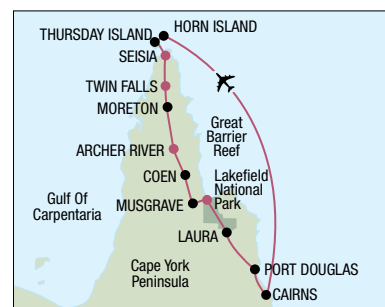 THURSDAY ISLAND
HORN ISLAND
SEISIA
TWIN FALLS
MORETON
Great
Barrier
Reef
ARCHER RIVER
COEN
Lakefield
National
Park
Gulf Of
Carpentaria
MUSGRAVE
LAURA
Cape York
Peninsula
PORT DOUGLAS
CAIRNS